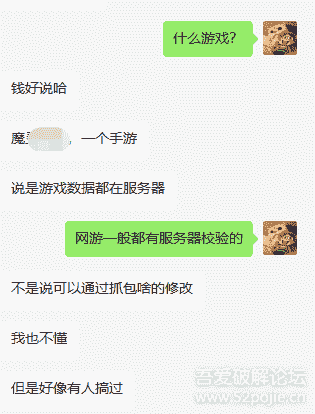 什么游戏？
钱好说哈
魔，一个手游
说是游戏数据都在服务器
网游一般都有服务器校验的
不是说可以通过抓包啥的修改
我也不懂
但是好像有人搞过
吾爱破解论坛
www.52pojie.cn